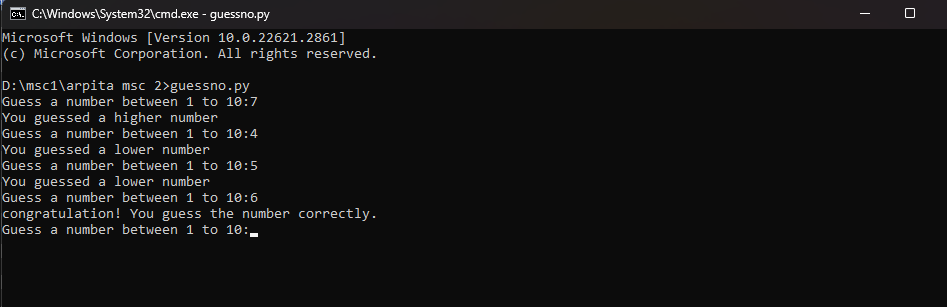 C:\Windows\System32\cmd.exe - guessno.py
Microsoft Windows [Version 10.0.22621.2861]
(c) Microsoft Corporation. All rights reserved.
D:\msc1\arpita msc 2>guessno.py
Guess a number between 1 to 10:7
You guessed a higher number
Guess a number between 1 to 10:4
You guessed a lower number
Guess a number between 1 to 10:5
You guessed a lower number
Guess a number between 1 to 10:6
congratulation! You guess the number correctly.
Guess a number between 1 to 10: